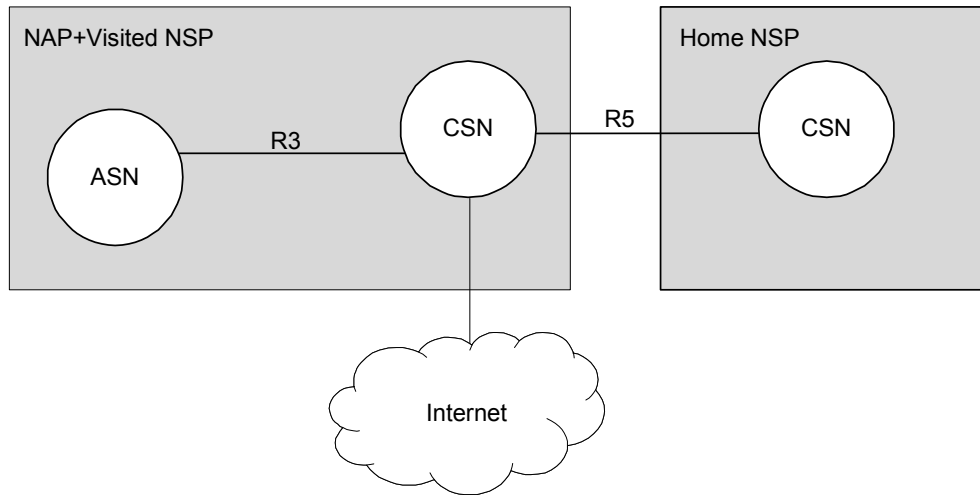 NAP+Visited NSP
Home NSP
CSN
R5
CSN
R3
ASN
Internet